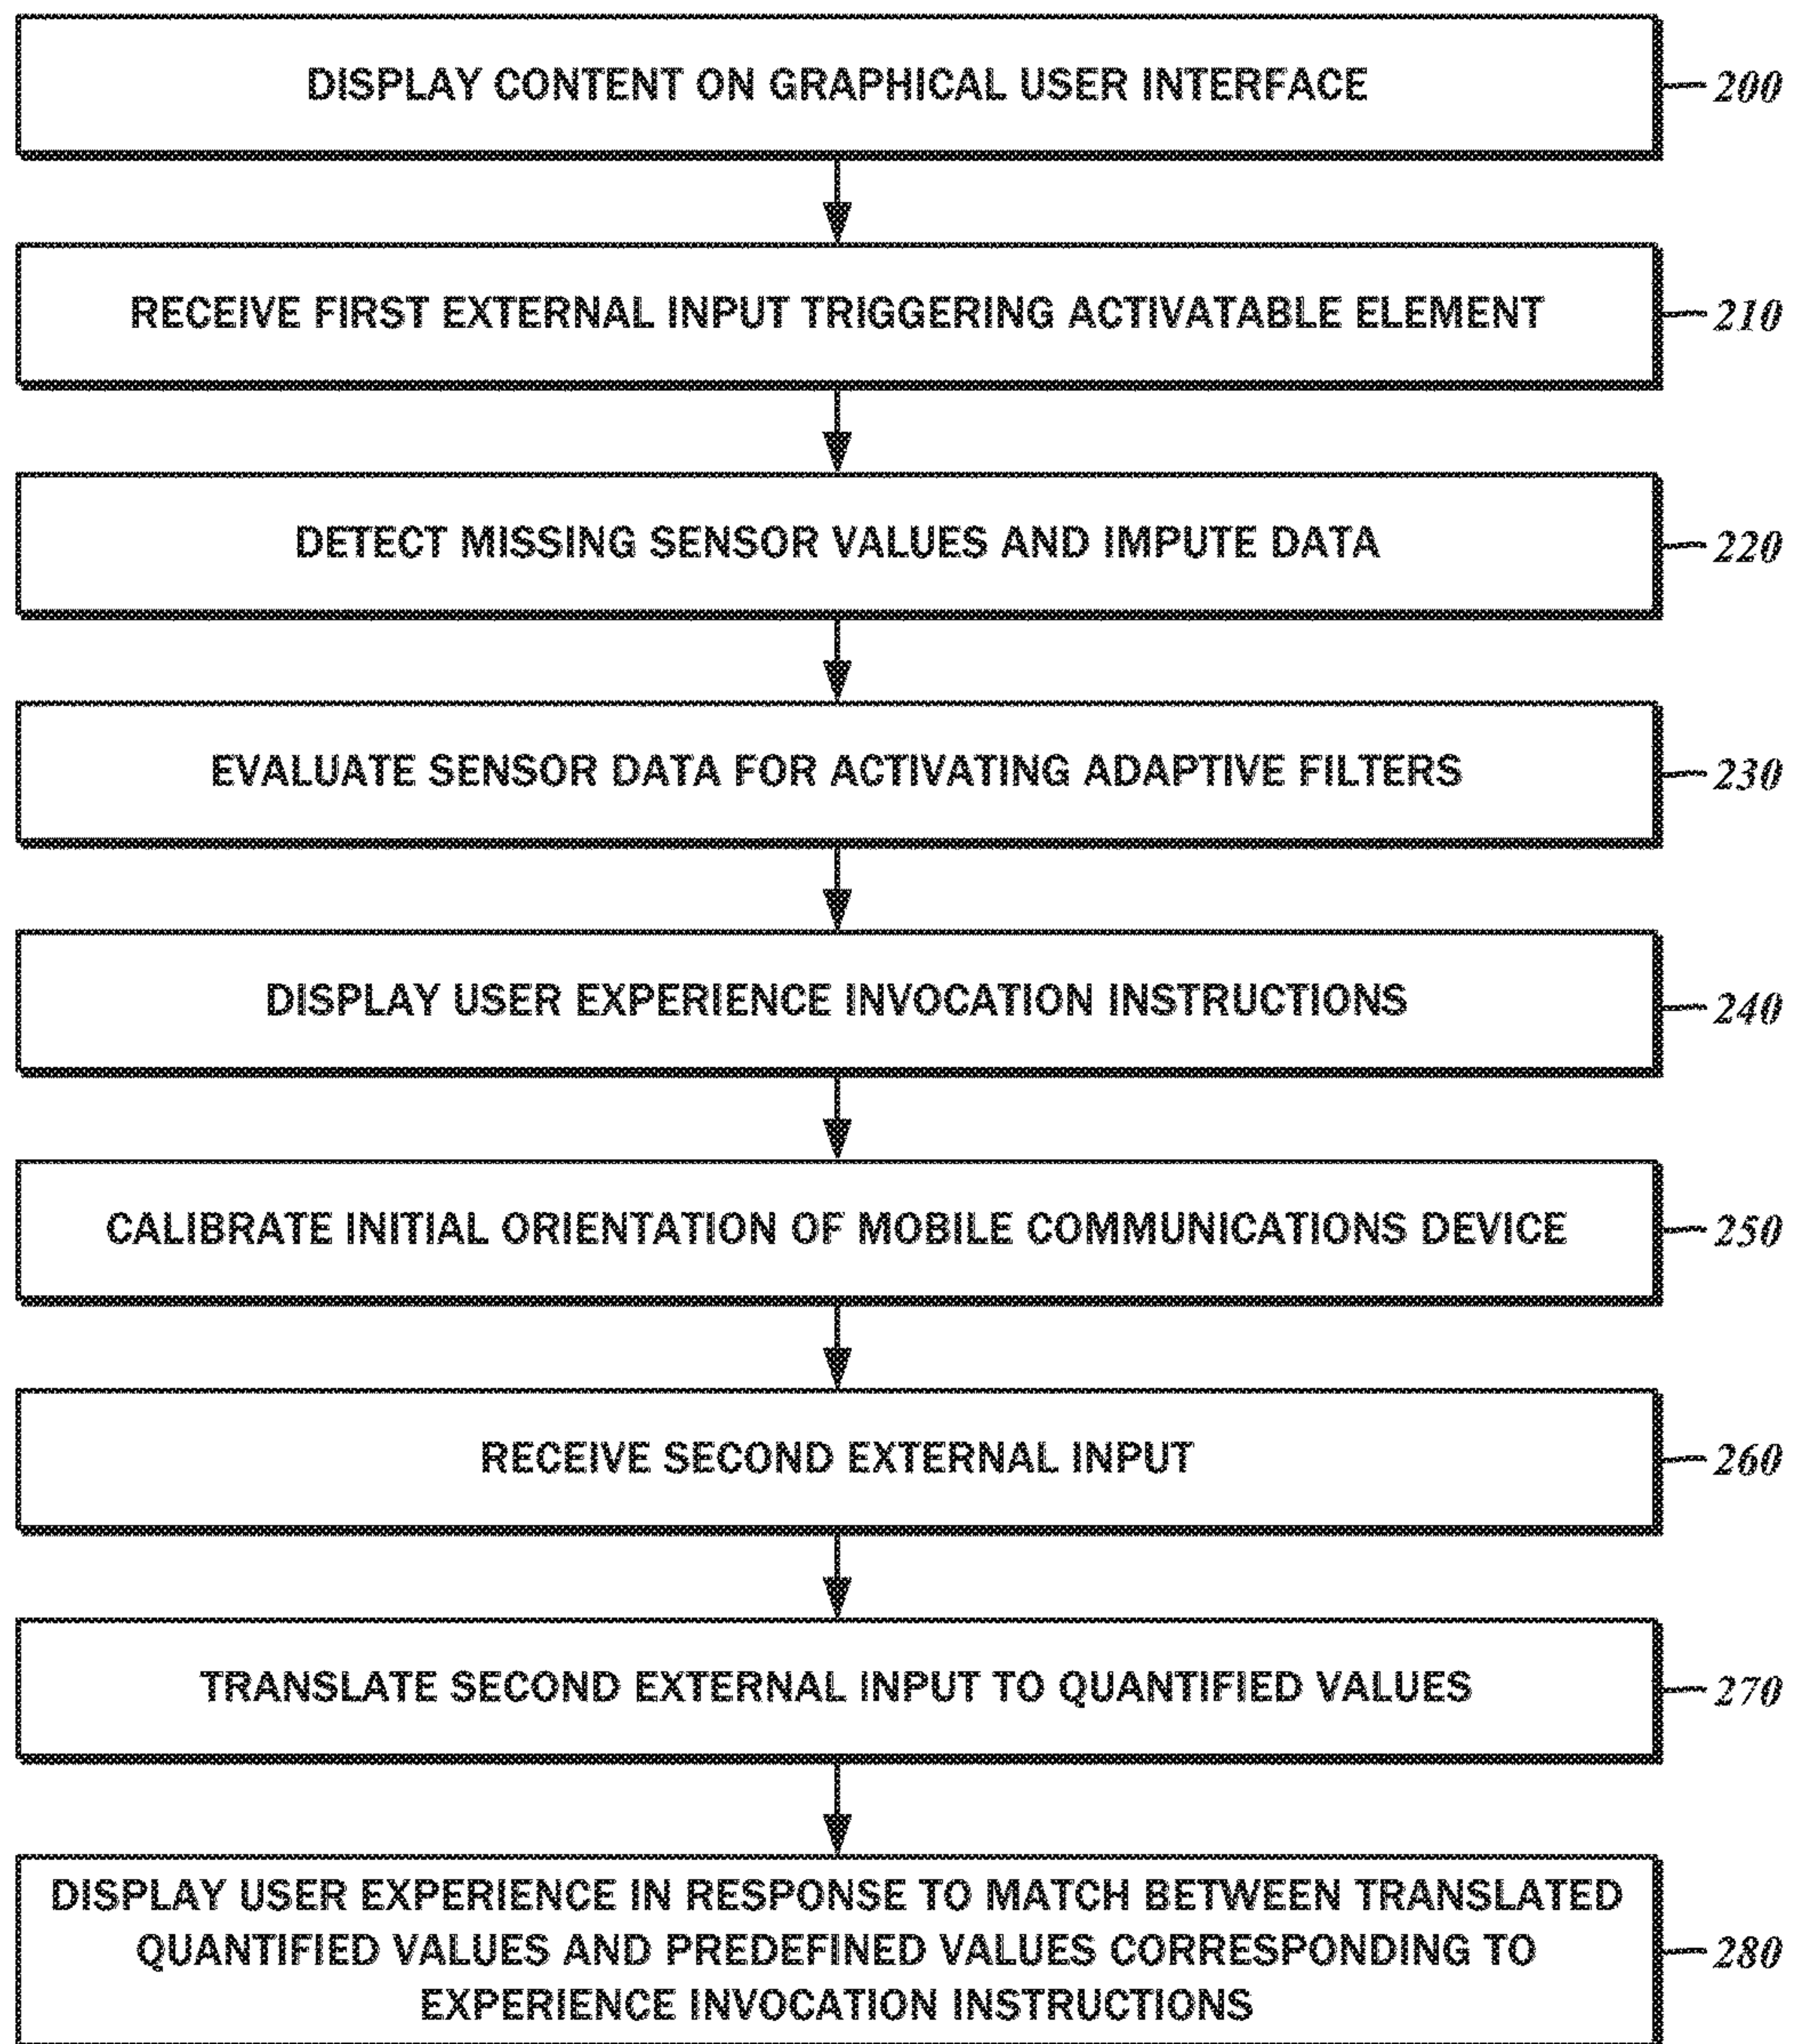 DISPLAY CONTENT ON GRAPHICAL USER INTERFACE
200
RECEIVE FIRST EXTERNAL INPUT TRIGGERING ACTIVATABLE ELEMENT
210
DETECT MISSING SENSOR VALUES AND IMPUTE DATA
220
EVALUATE SENSOR DATA FOR ACTIVATING ADAPTIVE FILTERS
230
DISPLAY USER EXPERIENCE INVOCATION INSTRUCTIONS
240
CALIBRATE INITIAL ORIENTATION OF MOBILE COMMUNICATIONS DEVICE
250
RECEIVE SECOND EXTERNAL INPUT
260
TRANSLATE SECOND EXTERNAL INPUT TO QUANTIFIED VALUES
270
DISPLAY USER EXPERIENCE IN RESPONSE TO MATCH BETWEEN TRANSLATED
QUANTIFIED VALUES AND PREDEFINED VALUES CORRESPONDING TO
EXPERIENCE INVOCATION INSTRUCTIONS
280